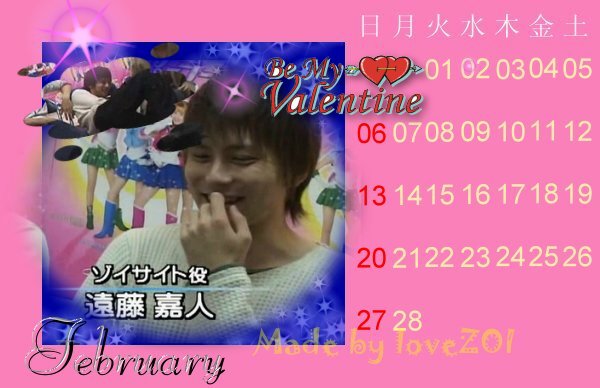 日 月 火 水 木 金 土
Be My
Valentine
01 02 03 04 05
06 07 08 09 10 11 12
13 14 15 16 17 18 19
20 21 22 23 24 25 26
27 28
ゾイサイト役
遠藤 嘉人
February
Made by loveZOI